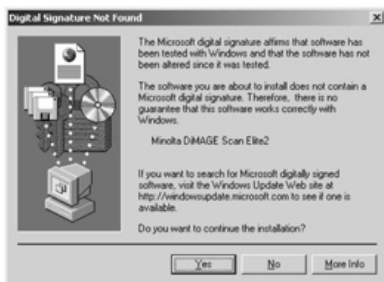 Digital Signature Not Found
The Microsoft digital signature affirms that software has
been tested with Windows and that the software has not
been altered since it was tested.
The software you are about to install does not contain a
Microsoft digital signature. Therefore, there is no
guarantee that this software works correctly with
Windows.
Minolta DiMAGE Scan Elite2
If you want to search for Microsoft digitally signed
software, visit the Windows Update Web site at
http://windowsupdate.microsoft.com to see if one is
available.
Do you want to continue the installation?
Yes No More Info